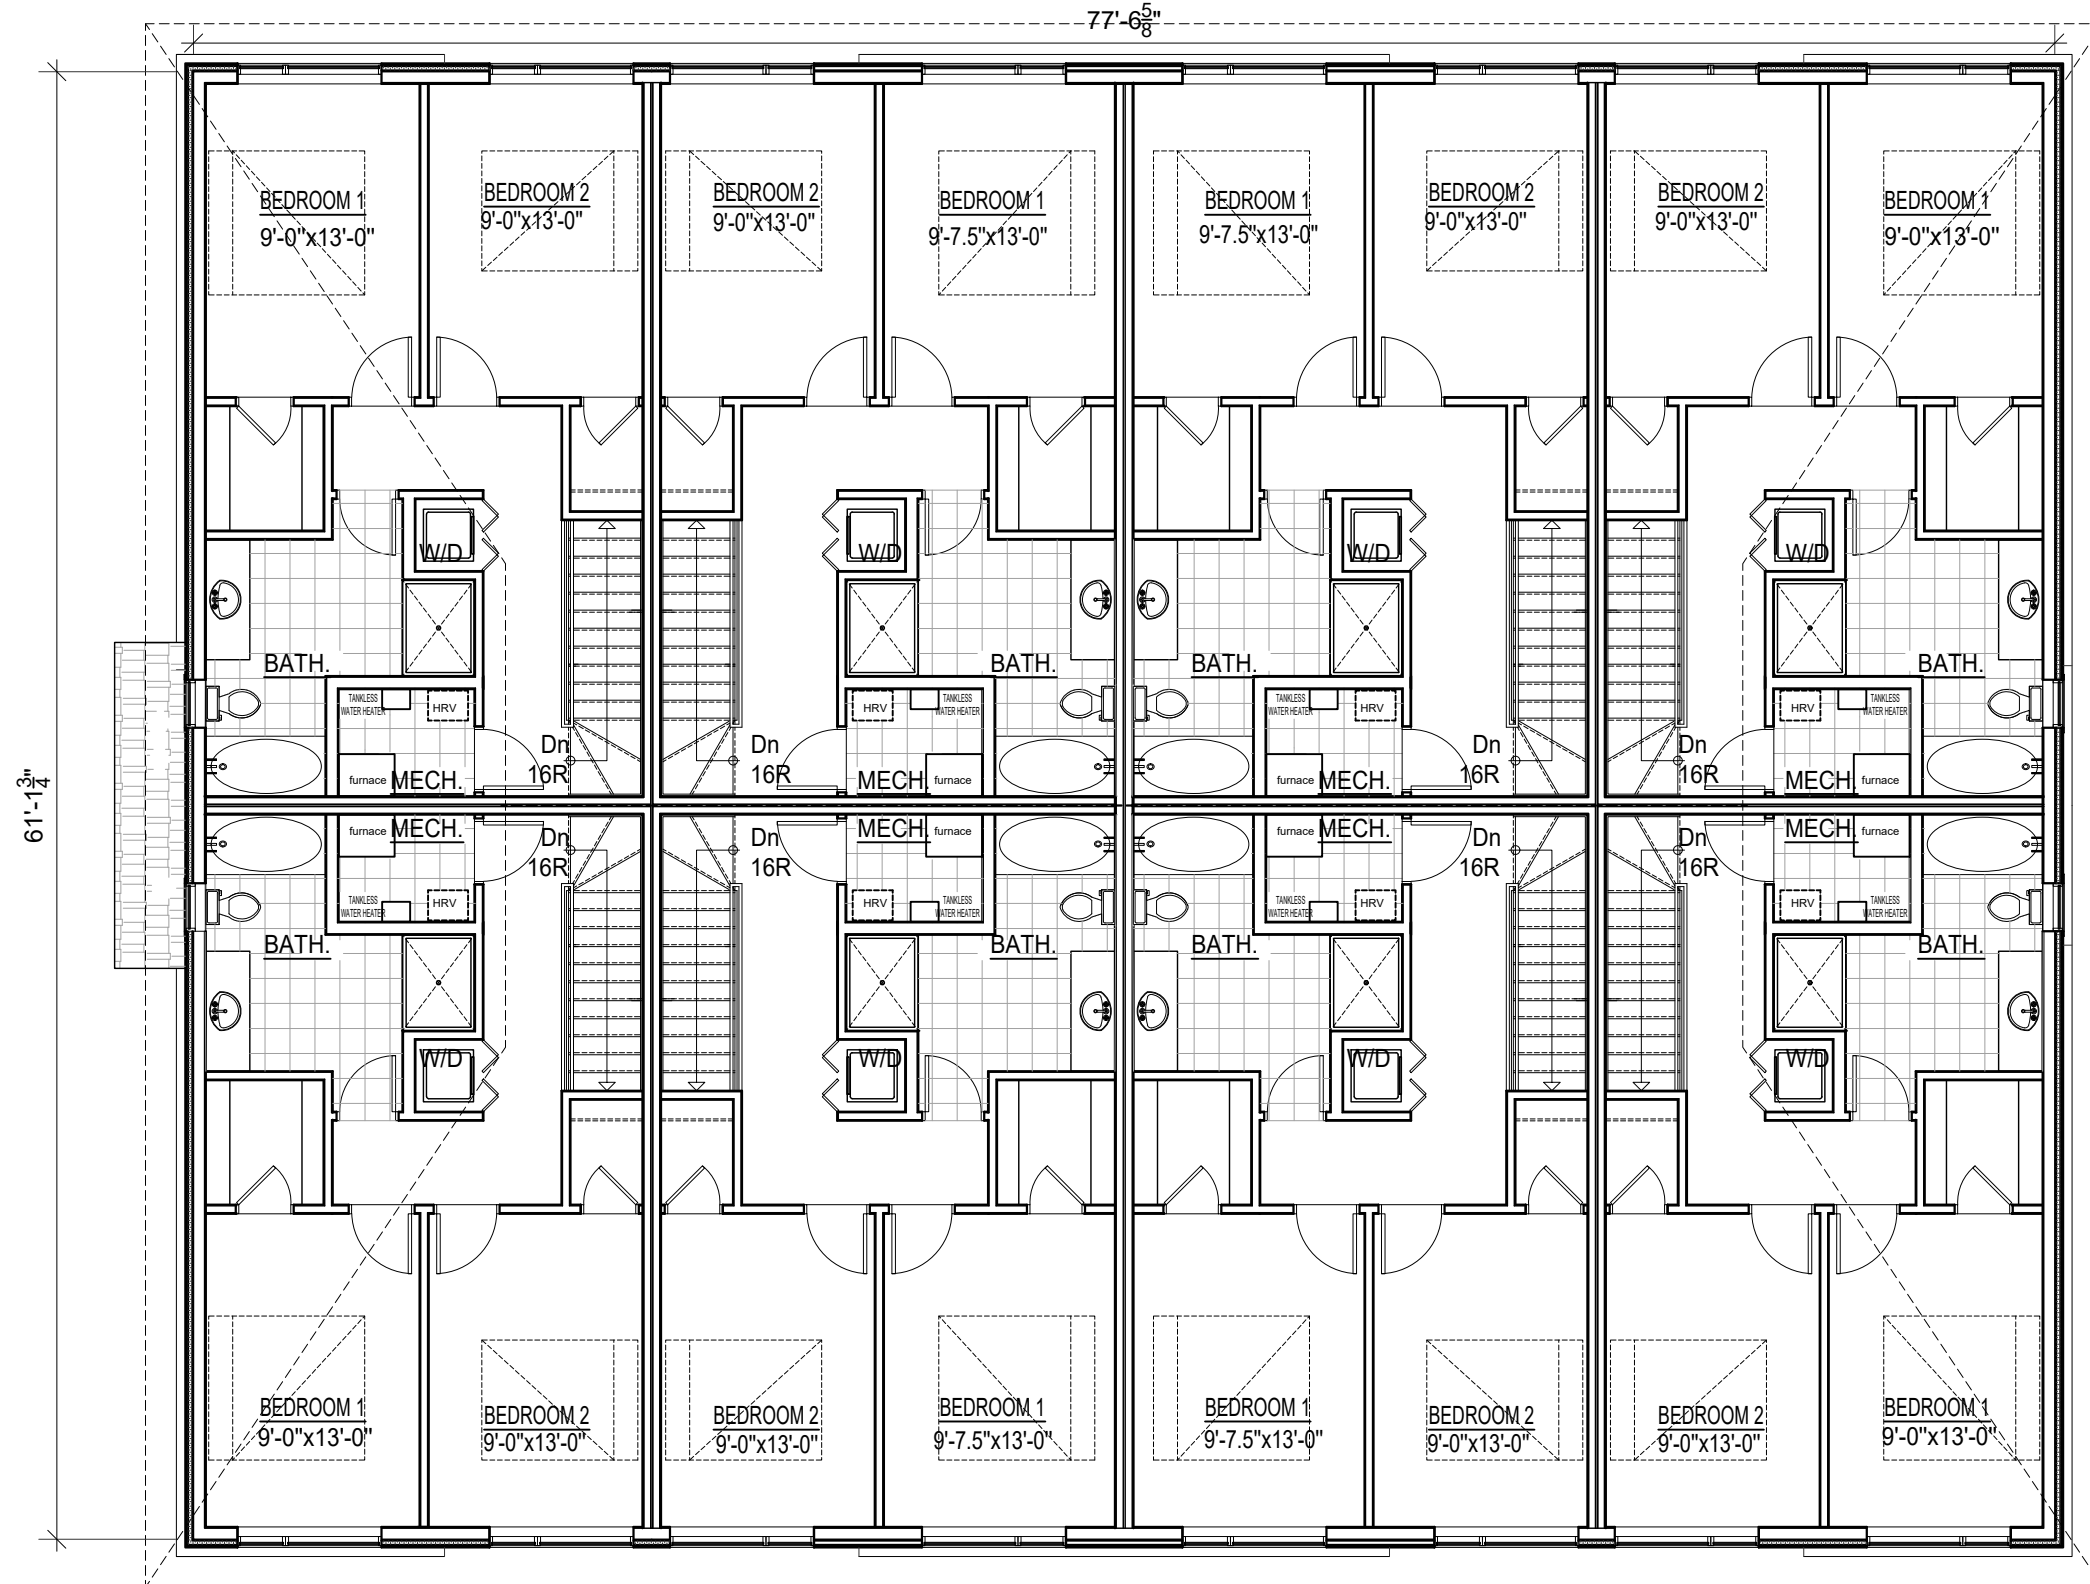 77'-6 5/8"
BEDROOM 1
9'-0"x13'-0"
BEDROOM 2
9'-0"x13'-0"
BEDROOM 2
9'-0"x13'-0"
BEDROOM 1
9'-7.5"x13'-0"
BEDROOM 1
9'-7.5"x13'-0"
BEDROOM 2
9'-0"x13'-0"
BEDROOM 2
9'-0"x13'-0"
BEDROOM 1
9'-0"x13'-0"
W/D
W/D
W/D
W/D
BATH.
BATH.
BATH.
BATH.
TANKLESS
WATER HEATER
HRV
HRV
TANKLESS
WATER HEATER
TANKLESS
WATER HEATER
HRV
HRV
TANKLESS
WATER HEATER
Dn
16R
Dn
16R
Dn
16R
Dn
16R
furnace
MECH.
MECH.
furnace
furnace
MECH.
MECH.
furnace
61'-1 3/4"
furnace
MECH.
MECH.
furnace
furnace
MECH.
MECH.
furnace
Dn
16R
Dn
16R
Dn
16R
Dn
16R
TANKLESS
WATER HEATER
HRV
HRV
TANKLESS
WATER HEATER
TANKLESS
WATER HEATER
HRV
HRV
TANKLESS
WATER HEATER
BATH.
BATH.
BATH.
BATH.
W/D
W/D
W/D
W/D
BEDROOM 1
9'-0"x13'-0"
BEDROOM 2
9'-0"x13'-0"
BEDROOM 2
9'-0"x13'-0"
BEDROOM 1
9'-7.5"x13'-0"
BEDROOM 1
9'-7.5"x13'-0"
BEDROOM 2
9'-0"x13'-0"
BEDROOM 2
9'-0"x13'-0"
BEDROOM 1
9'-0"x13'-0"